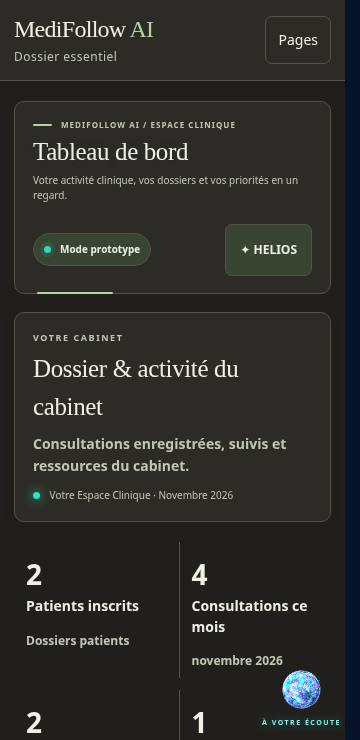 MediFollow AI
Dossier essentiel
Pages
MEDIFOLLOW AI / ESPACE CLINIQUE
Tableau de bord
Votre activité clinique, vos dossiers et vos priorités en un
regard.
Mode prototype
✦ HELIOS
VOTRE CABINET
Dossier & activité du
cabinet
Consultations enregistrées, suivis et
ressources du cabinet.
Votre Espace Clinique · Novembre 2026
2
Patients inscrits
Dossiers patients
4
Consultations ce
mois
novembre 2026
2
1
À VOTRE ÉCOUTE